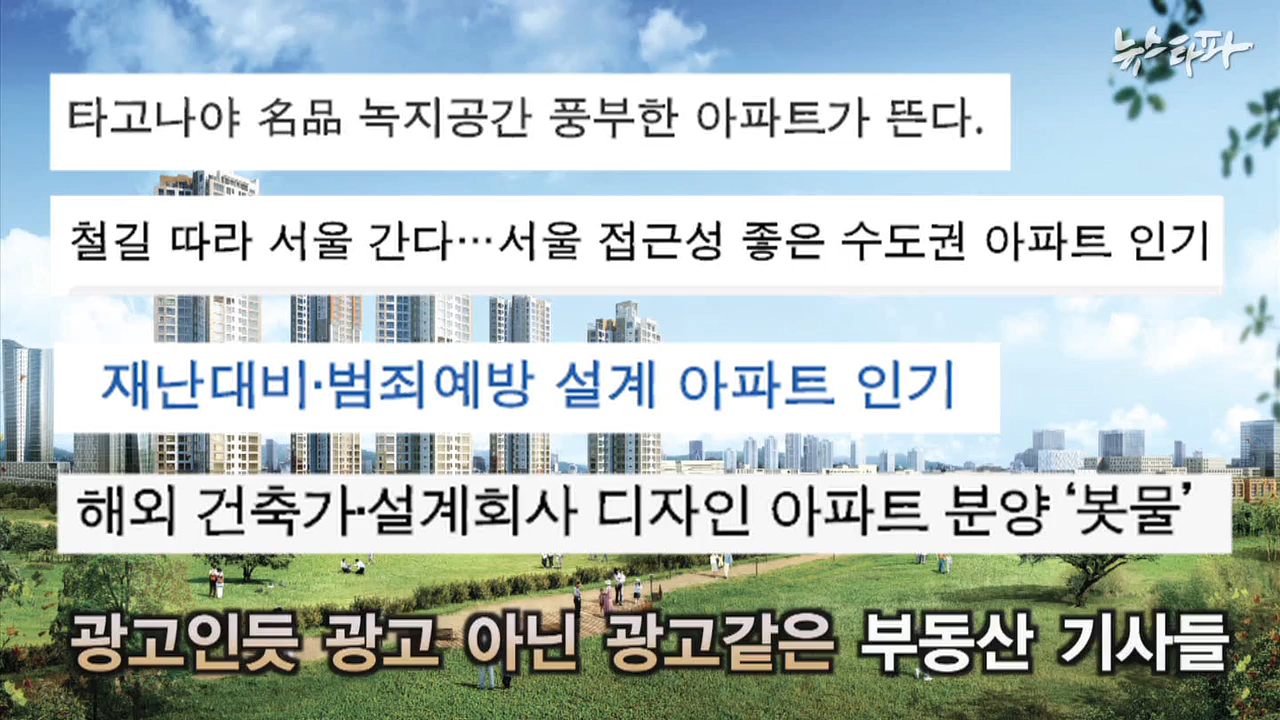 뉴스타파
타고나야 名品 녹지공간 풍부한 아파트가 뜬다.
철길 따라 서울 간다…서울 접근성 좋은 수도권 아파트 인기
재난대비·범죄예방 설계 아파트 인기
해외 건축가·설계회사 디자인 아파트 분양 ‘봇물’
광고인듯 광고 아닌 광고같은 부동산 기사들